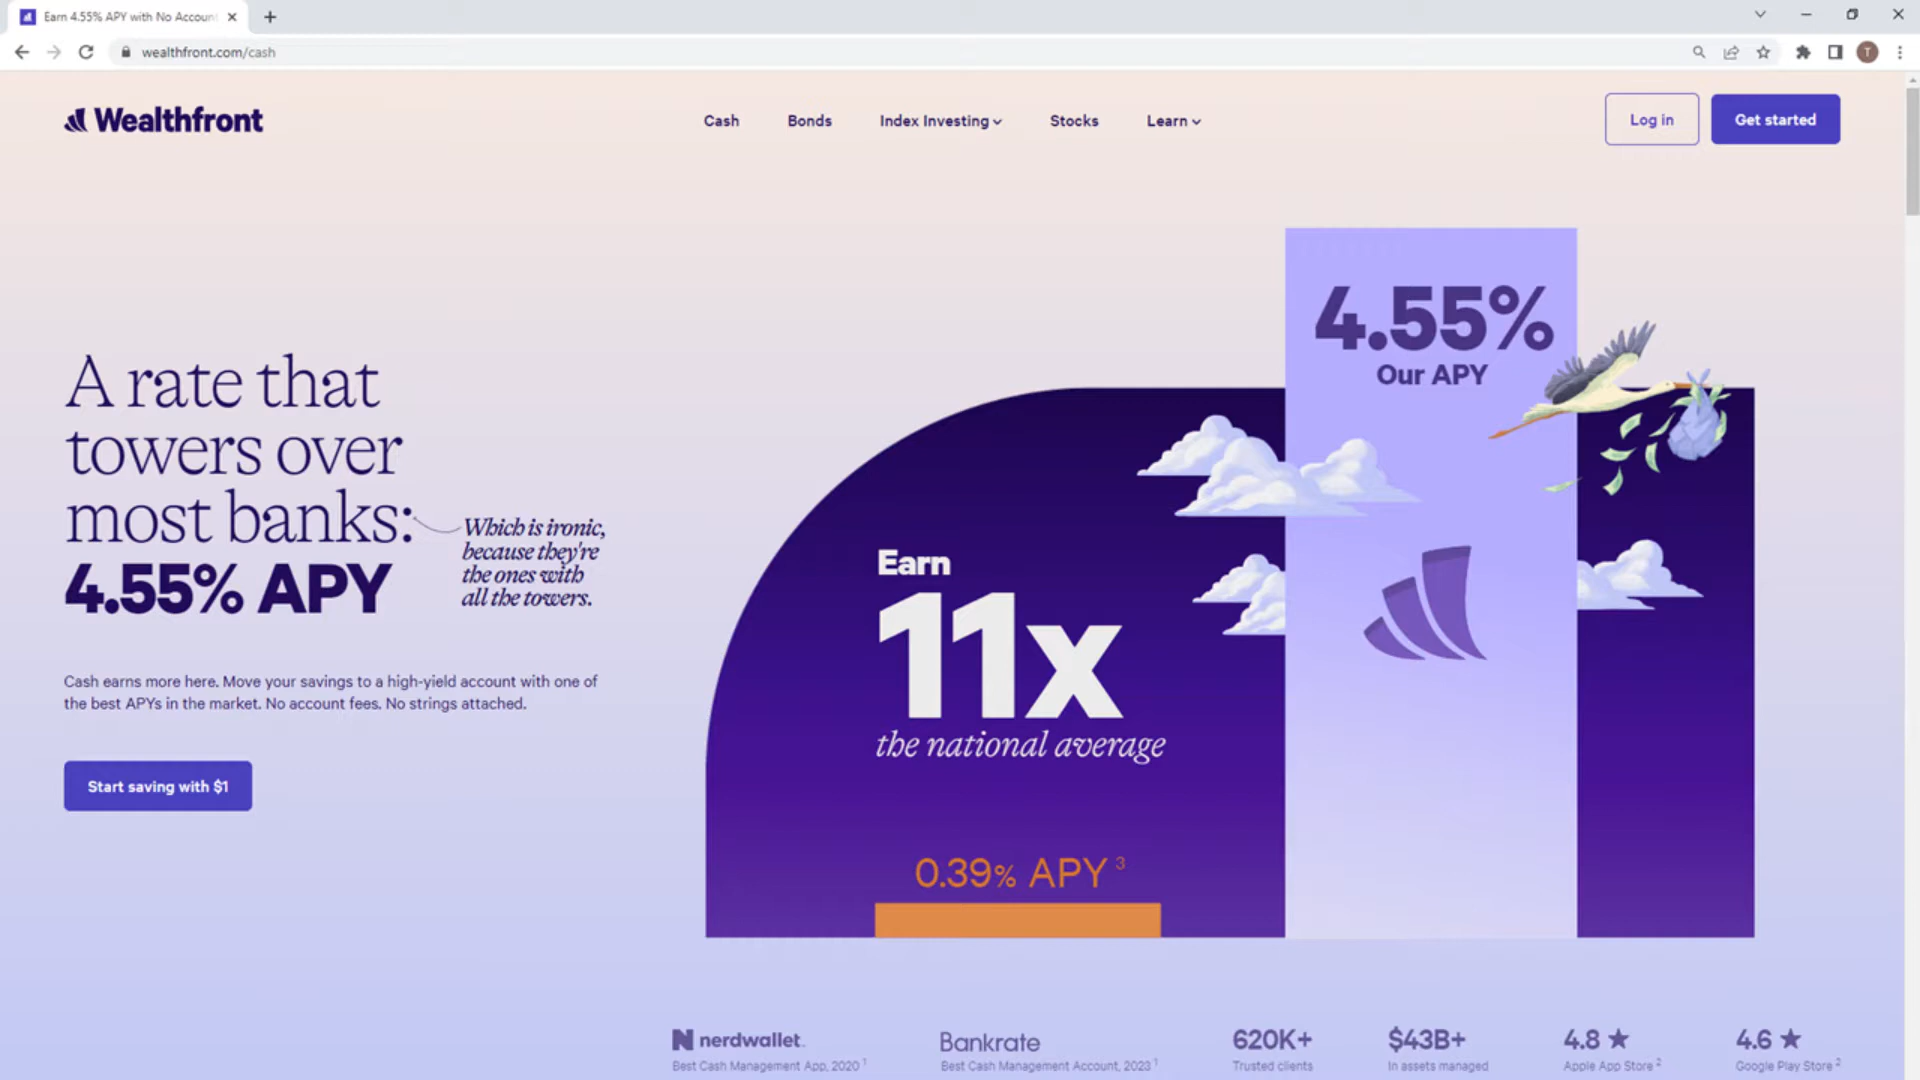 Earn 4.55% APY with No Account
wealthfront.com/cash
T
Wealthfront
Cash
Bonds
Index Investing
Stocks
Learn
Log in
Get started
A rate that
towers over
most banks:
4.55% APY
Which is ironic,
because they're
the ones with
all the towers.
Cash earns more here. Move your savings to a high-yield account with one of
the best APYs in the market. No account fees. No strings attached.
Start saving with $1
4.55%
Our APY
Earn
11x
the national average
0.39% APY 3
nerdwallet
Best Cash Management App, 2020 1
Bankrate
Best Cash Management Account, 2023 1
620K+
Trusted clients
$43B+
In assets managed
4.8 ★
Apple App Store 2
4.6 ★
Google Play Store 2